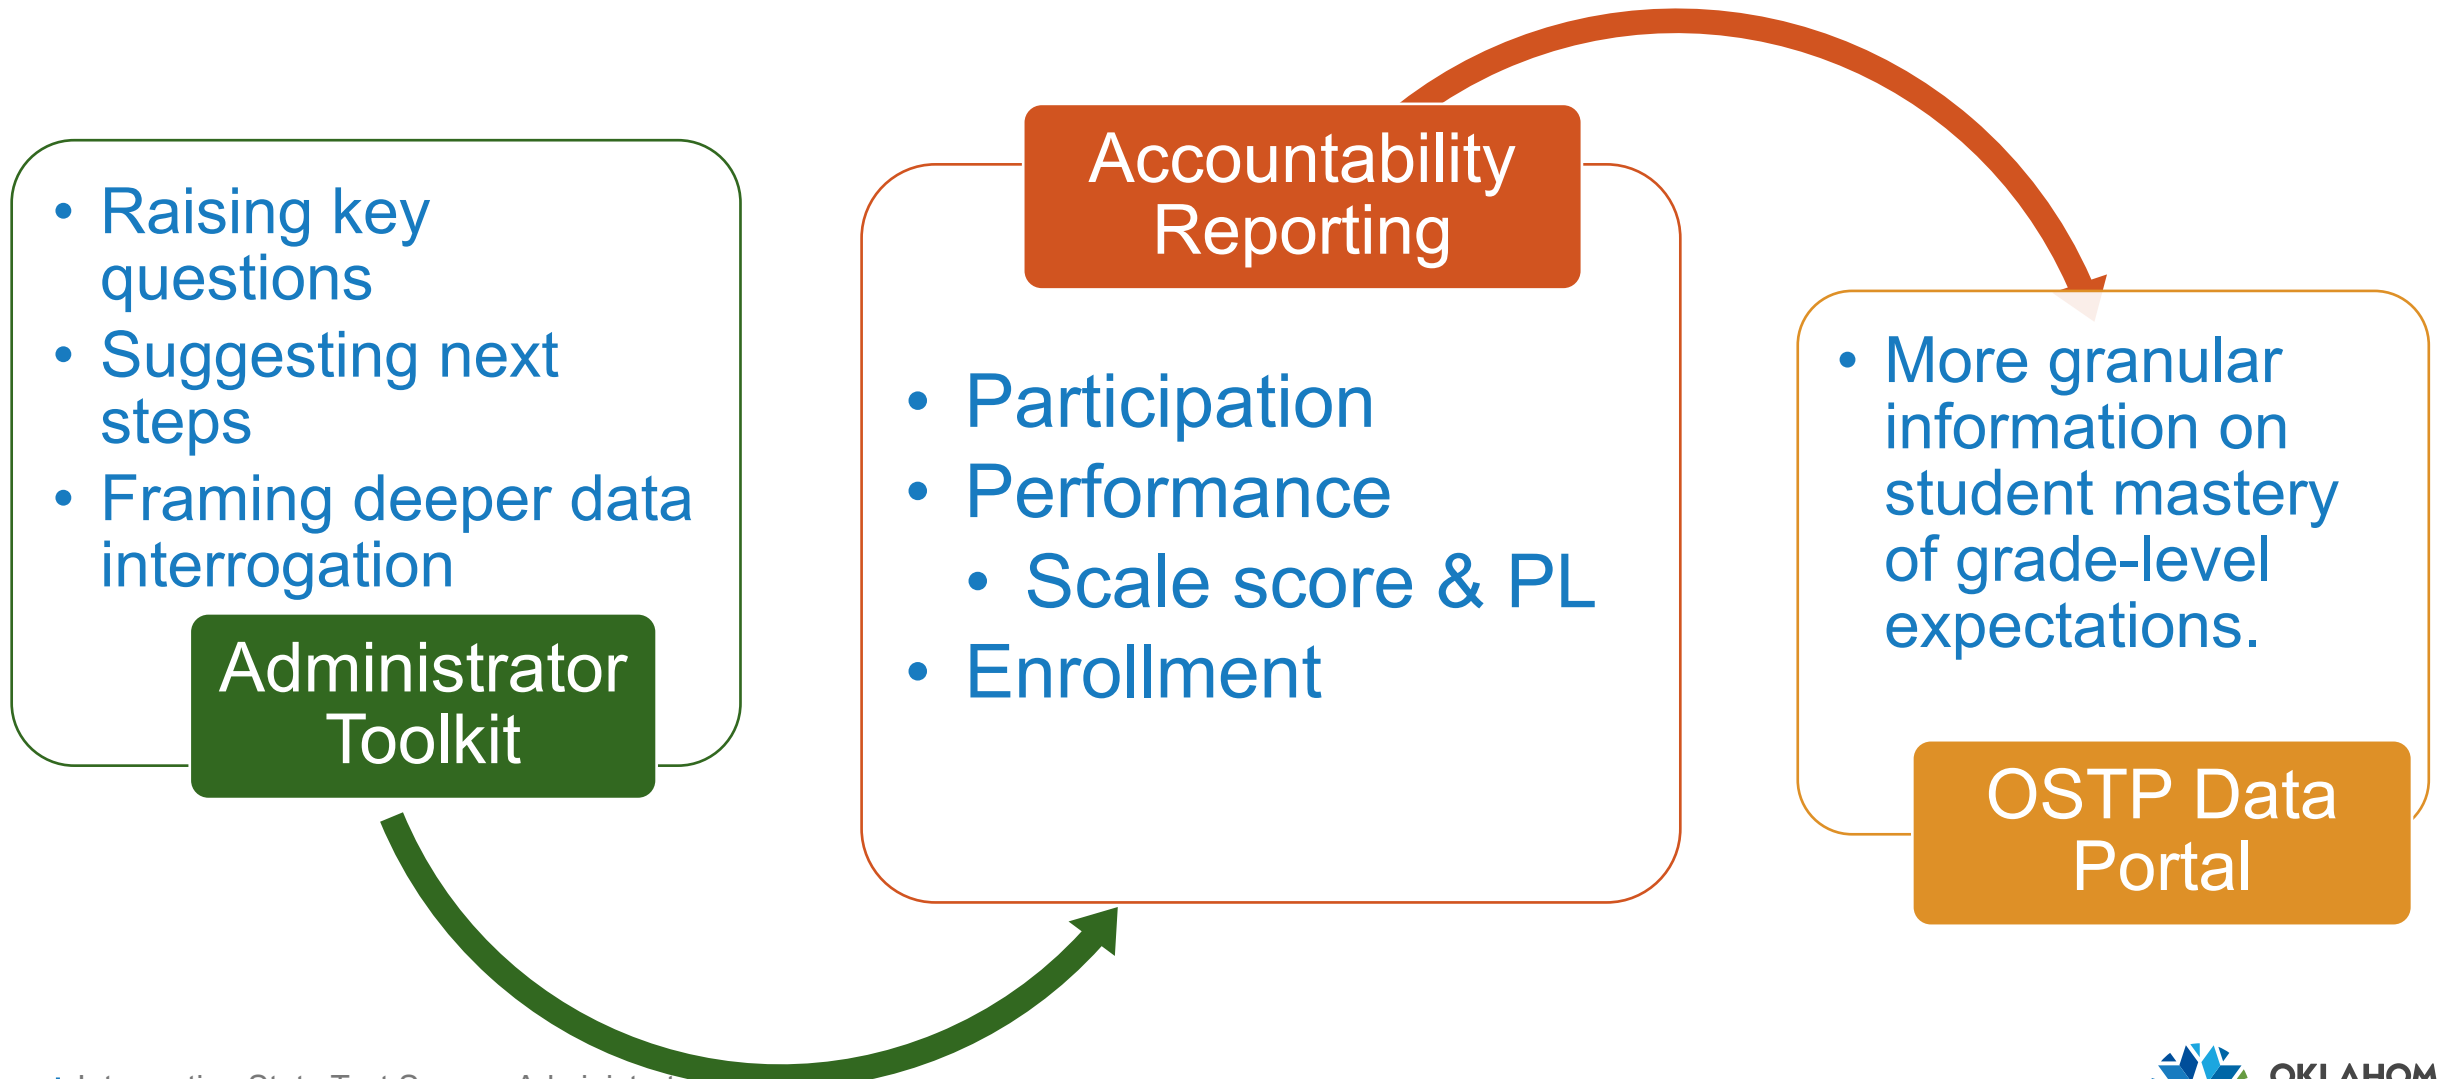 • Raising key
questions
• Suggesting next
steps
• Framing deeper data
interrogation
Administrator
Toolkit
Accountability
Reporting
• Participation
• Performance
• Scale score & PL
• Enrollment
• More granular
information on
student mastery
of grade-level
expectations.
OSTP Data
Portal